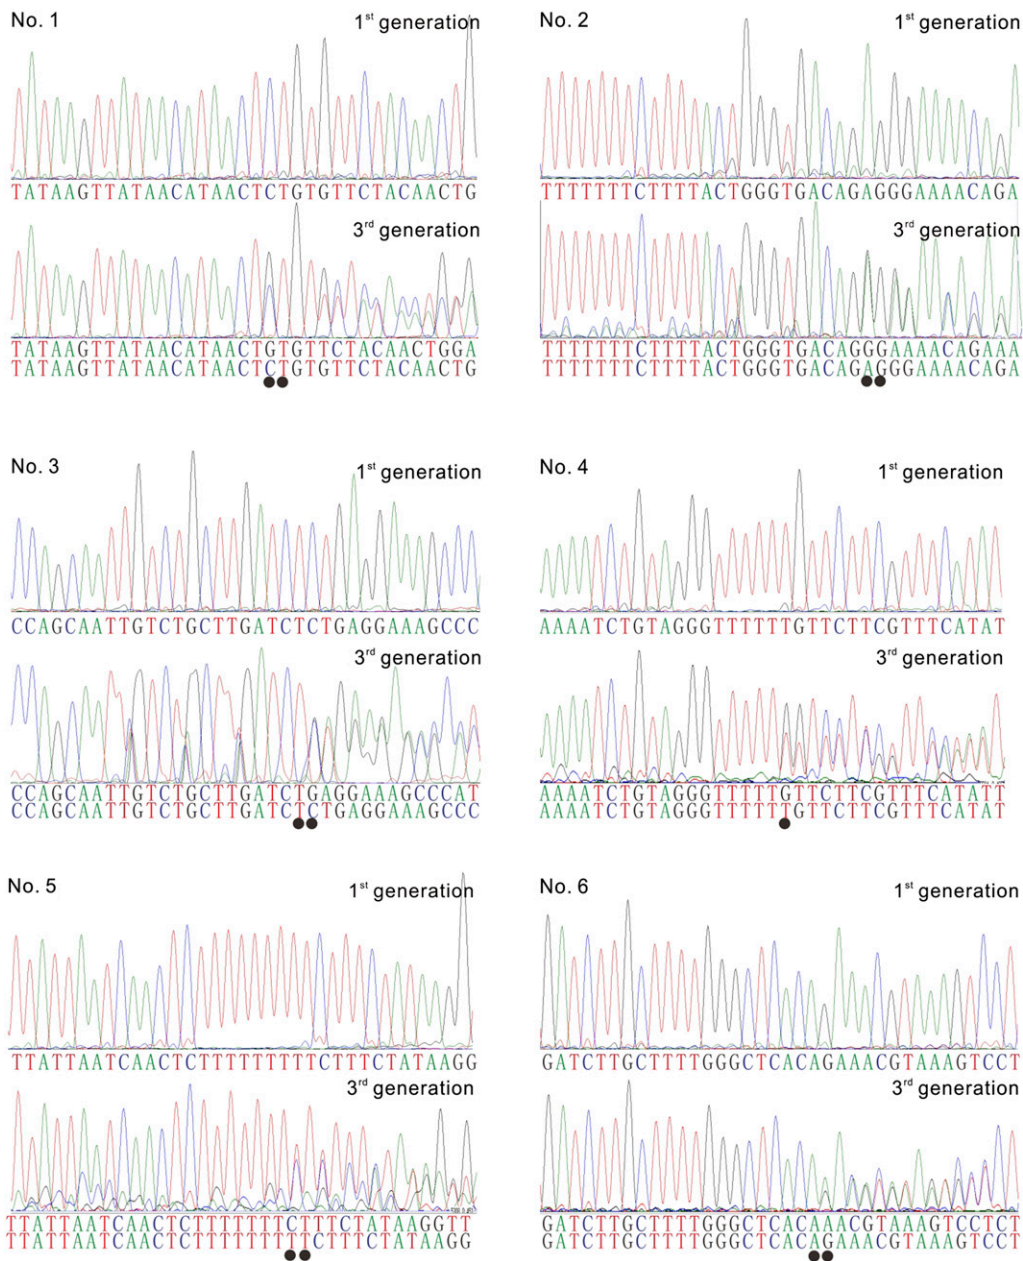 No. 1
1st generation
TATAAGTTATAACATAACTCTGTGTTCTACAACTG
3rd generation
TATAAGTTATAACATAACTGTGTTCTACAACTGGA
TATAAGTTATAACATAACTCTGTGTTCTACAACTG
No. 2
1st generation
TTTTTTTCTTTTACTGGGTGACAGAGGGAAAACAGA
3rd generation
TTTTTTTCTTTTACTGGGTGACAGGGAAAACAGAAA
TTTTTTTCTTTTACTGGGTGACAGAGGGAAAACAGA
No. 3
1st generation
CCAGCAATTGTCTGCTTGATCTCTGAGGAAAGCCC
3rd generation
CCAGCAATTGTCTGCTTGATCTGAGGAAAGCCCAT
CCAGCAATTGTCTGCTTGATCTCTGAGGAAAGCCC
No. 4
1st generation
AAAATCTGTAGGGTTTTTTGTTCTTCGTTTCATAT
3rd generation
AAAATCTGTAGGGTTTTTGTTCTTCGTTTCATATT
AAAATCTGTAGGGTTTTTTGTTCTTCGTTTCATAT
No. 5
1st generation
TTATTAATCAACTCTTTTTTTTTCTTTCTATAAGG
3rd generation
TTATTAATCAACTCTTTTTTTCTTTCTATAAGGTT
TTATTAATCAACTCTTTTTTTTTCTTTCTATAAGG
No. 6
1st generation
GATCTTGCTTTTGGGCTCACAGAAACGTAAAGTCCT
3rd generation
GATCTTGCTTTTGGGCTCACAAACGTAAAGTCCTCT
GATCTTGCTTTTGGGCTCACAGAAACGTAAAGTCCT